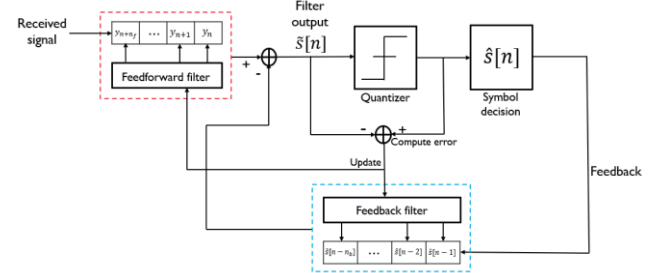 Received
signal
y_{n+n_f} ... y_{n+1} y_n
Feedforward filter
+
-
Filter
output
s̃[n]
Quantizer
ŝ[n]
Symbol
decision
-
+
Compute error
Update
Feedback
Feedback filter
ŝ[n − n_b] ... ŝ[n − 2] ŝ[n − 1]